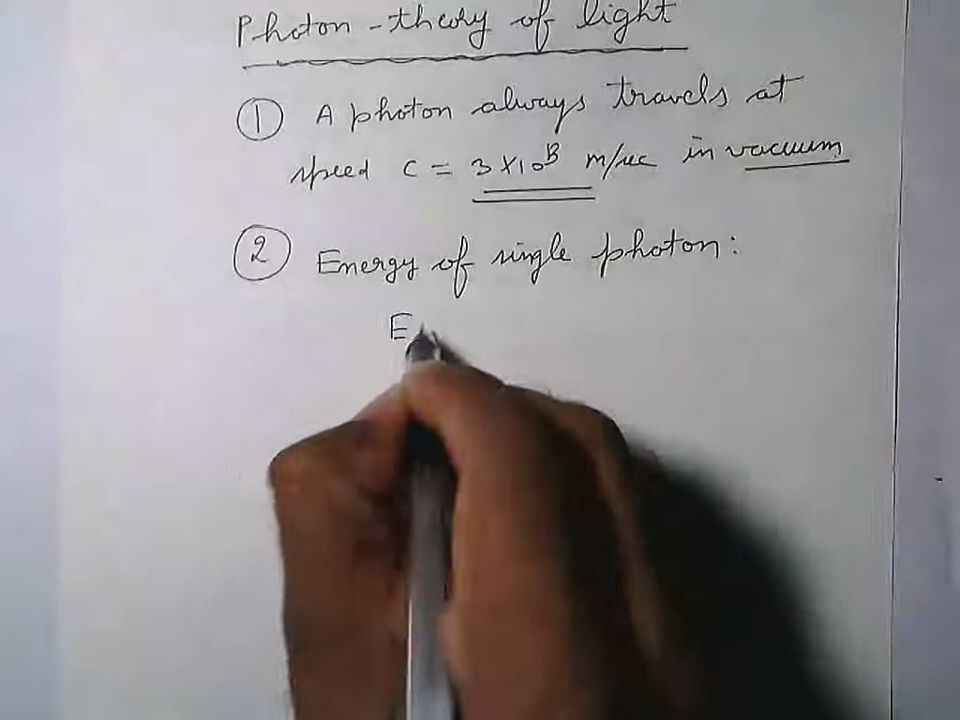 Photon - theory of light
① A photon always travels at
speed c = 3×10⁸ m/sec in vacuum
② Energy of single photon:
E